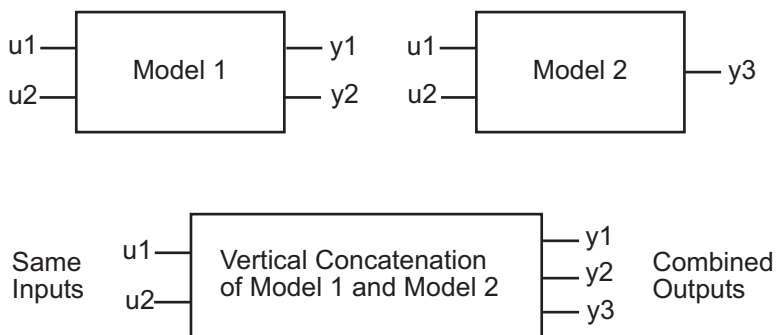 u1
u2
Model 1
y1
y2
u1
u2
Model 2
y3
Same
Inputs
u1
u2
Vertical Concatenation
of Model 1 and Model 2
y1
y2
y3
Combined
Outputs